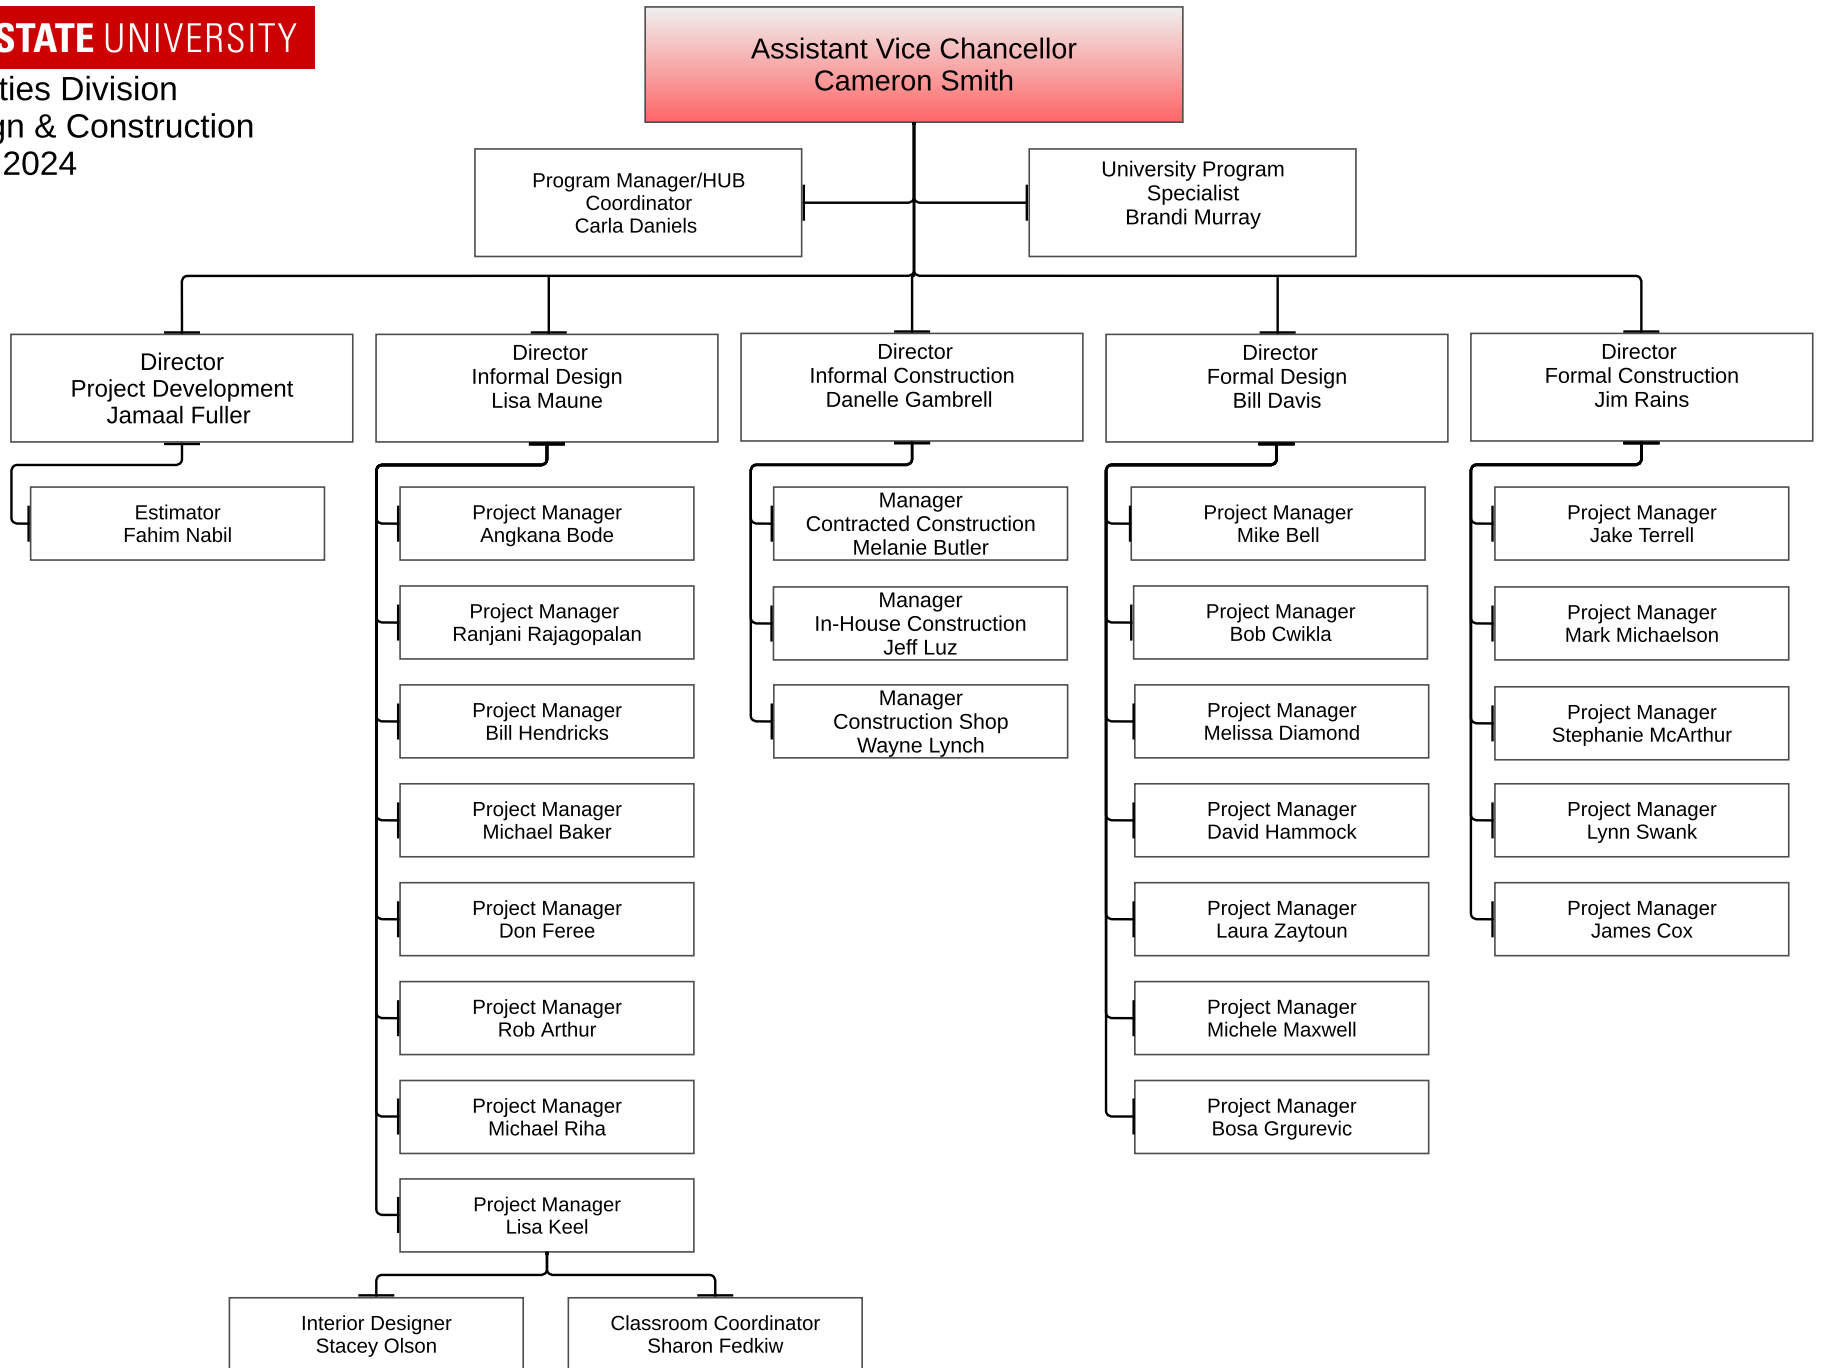 STATE UNIVERSITY
ties Division
gn & Construction
2024
Assistant Vice Chancellor
Cameron Smith
Program Manager/HUB
Coordinator
Carla Daniels
University Program
Specialist
Brandi Murray
Director
Project Development
Jamaal Fuller
Director
Informal Design
Lisa Maune
Director
Informal Construction
Danelle Gambrell
Director
Formal Design
Bill Davis
Director
Formal Construction
Jim Rains
Estimator
Fahim Nabil
Project Manager
Angkana Bode
Project Manager
Ranjani Rajagopalan
Project Manager
Bill Hendricks
Project Manager
Michael Baker
Project Manager
Don Feree
Project Manager
Rob Arthur
Project Manager
Michael Riha
Project Manager
Lisa Keel
Interior Designer
Stacey Olson
Classroom Coordinator
Sharon Fedkiw
Manager
Contracted Construction
Melanie Butler
Manager
In-House Construction
Jeff Luz
Manager
Construction Shop
Wayne Lynch
Project Manager
Mike Bell
Project Manager
Bob Cwikla
Project Manager
Melissa Diamond
Project Manager
David Hammock
Project Manager
Laura Zaytoun
Project Manager
Michele Maxwell
Project Manager
Bosa Grgurevic
Project Manager
Jake Terrell
Project Manager
Mark Michaelson
Project Manager
Stephanie McArthur
Project Manager
Lynn Swank
Project Manager
James Cox